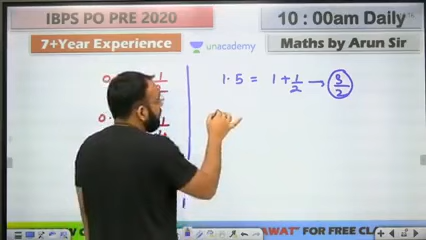 IBPS PO PRE 2020
10 : 00am Daily
7+Year Experience
unacademy
Maths by Arun Sir
1.5 = 1 + 1/2 → 3/2
AWAT" FOR FREE CLA